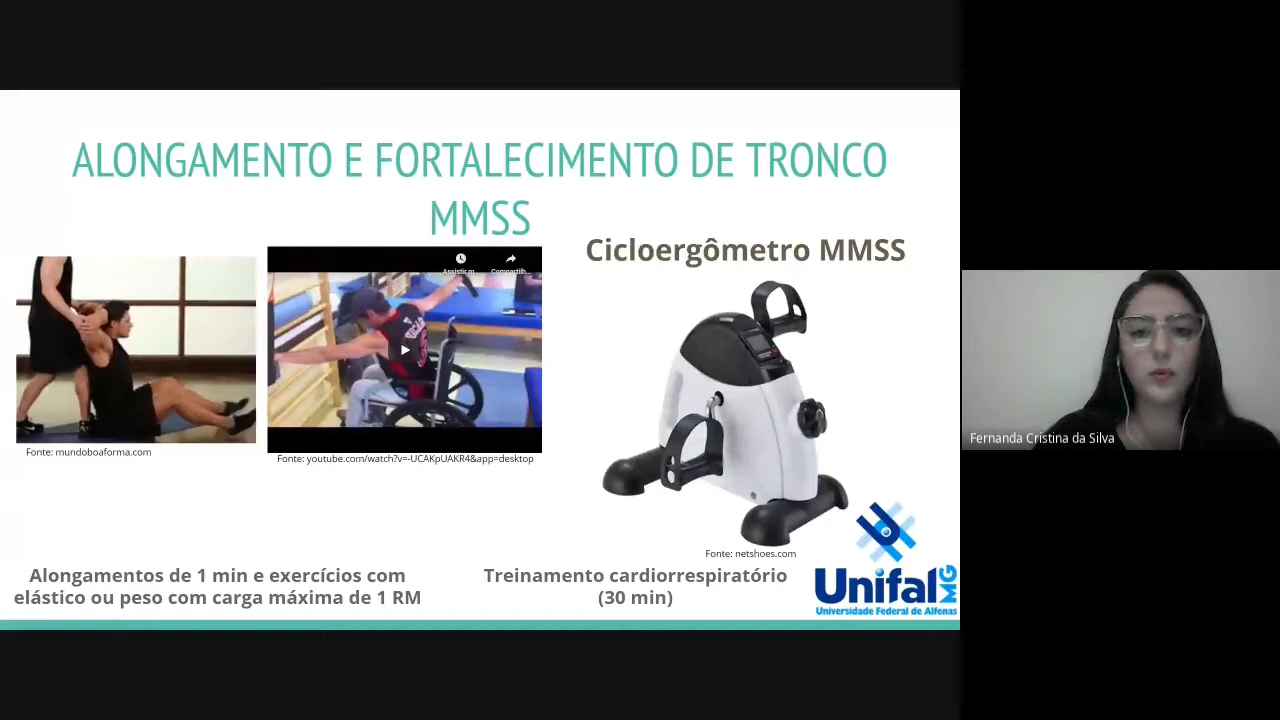 ALONGAMENTO E FORTALECIMENTO DE TRONCO
MMSS
Cicloergômetro MMSS
Assistir m...
Compartilh...
Fonte: mundoboaforma.com
Fonte: youtube.com/watch?v=-UCAKpUAKR4&app=desktop
Fonte: netshoes.com
Alongamentos de 1 min e exercícios com
elástico ou peso com carga máxima de 1 RM
Treinamento cardiorrespiratório
(30 min)
Unifal MG
Universidade Federal de Alfenas
Fernanda Cristina da Silva